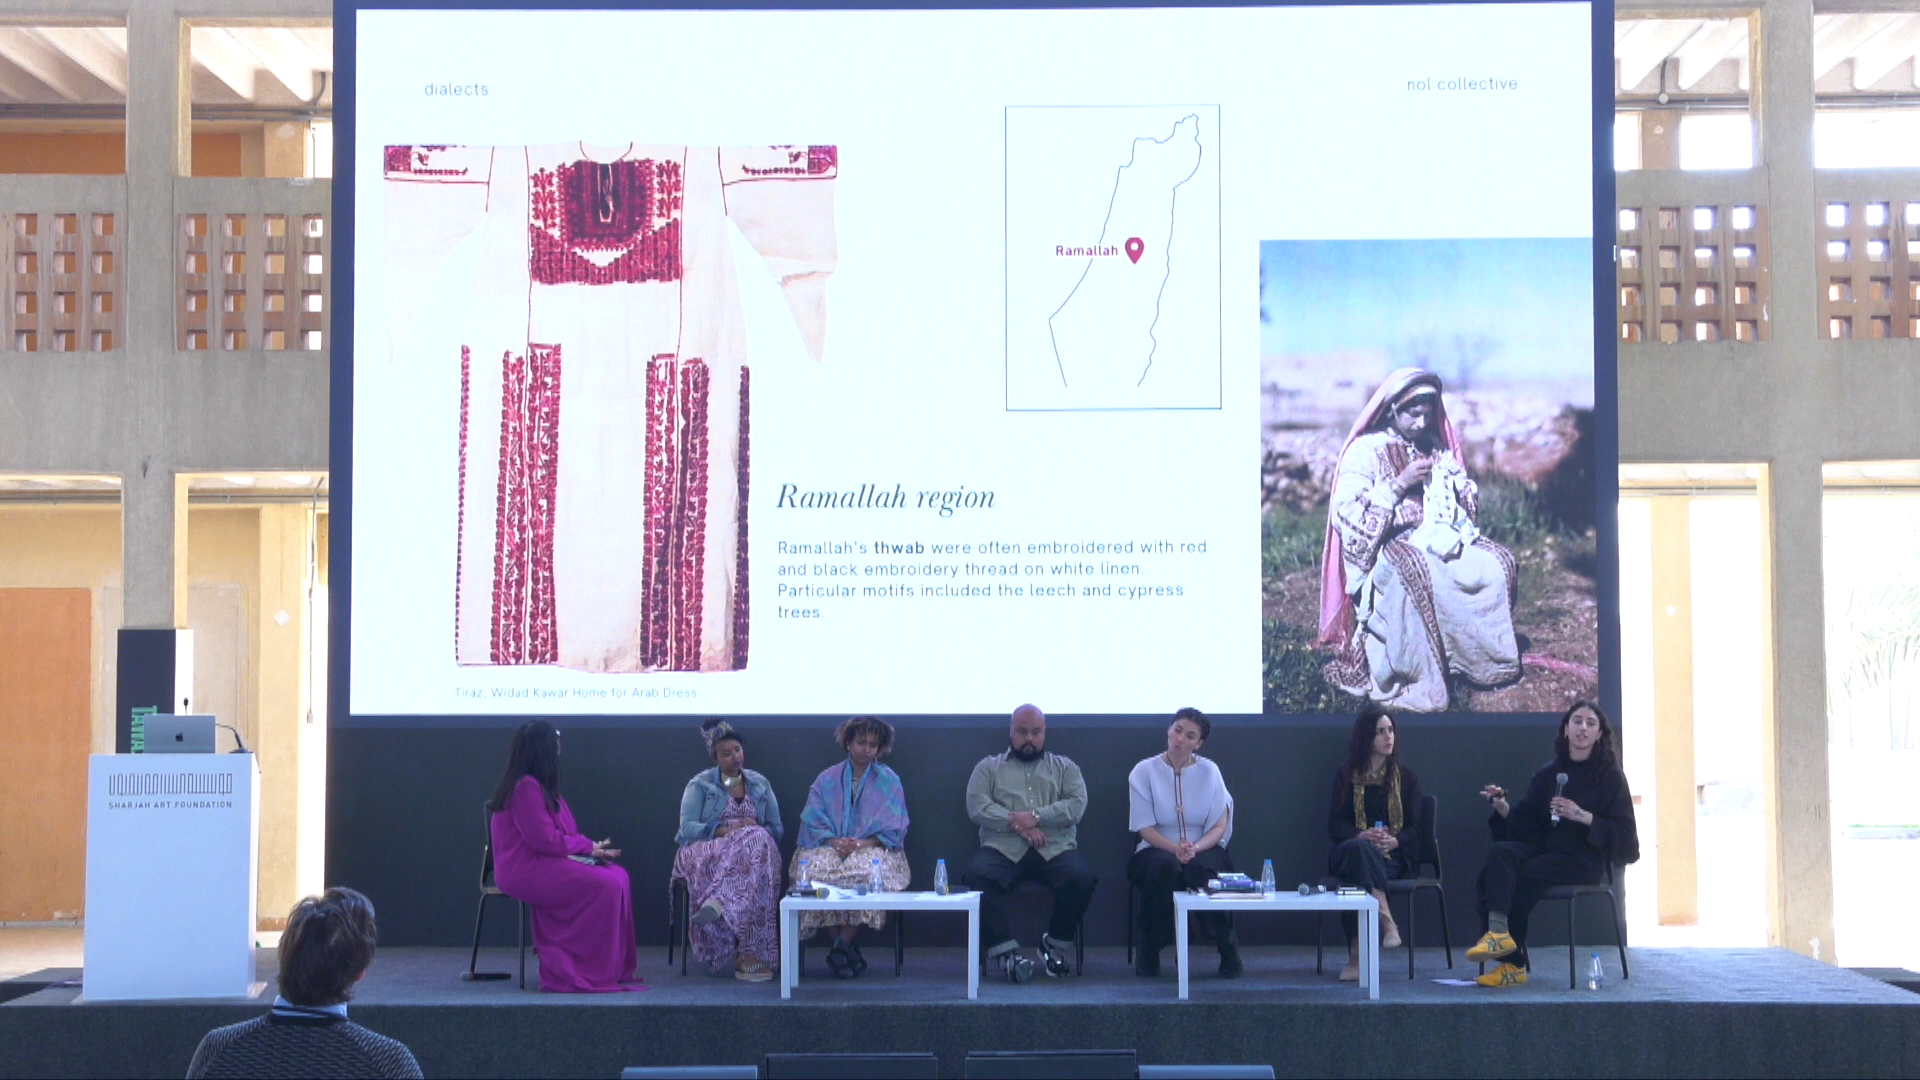 dialects
nol collective
Ramallah
Ramallah region
Ramallah's thwab were often embroidered with red
and black embroidery thread on white linen.
Particular motifs included the leech and cypress
trees.
Tiraz, Widad Kawar Home for Arab Dress
SHARJAH ART FOUNDATION